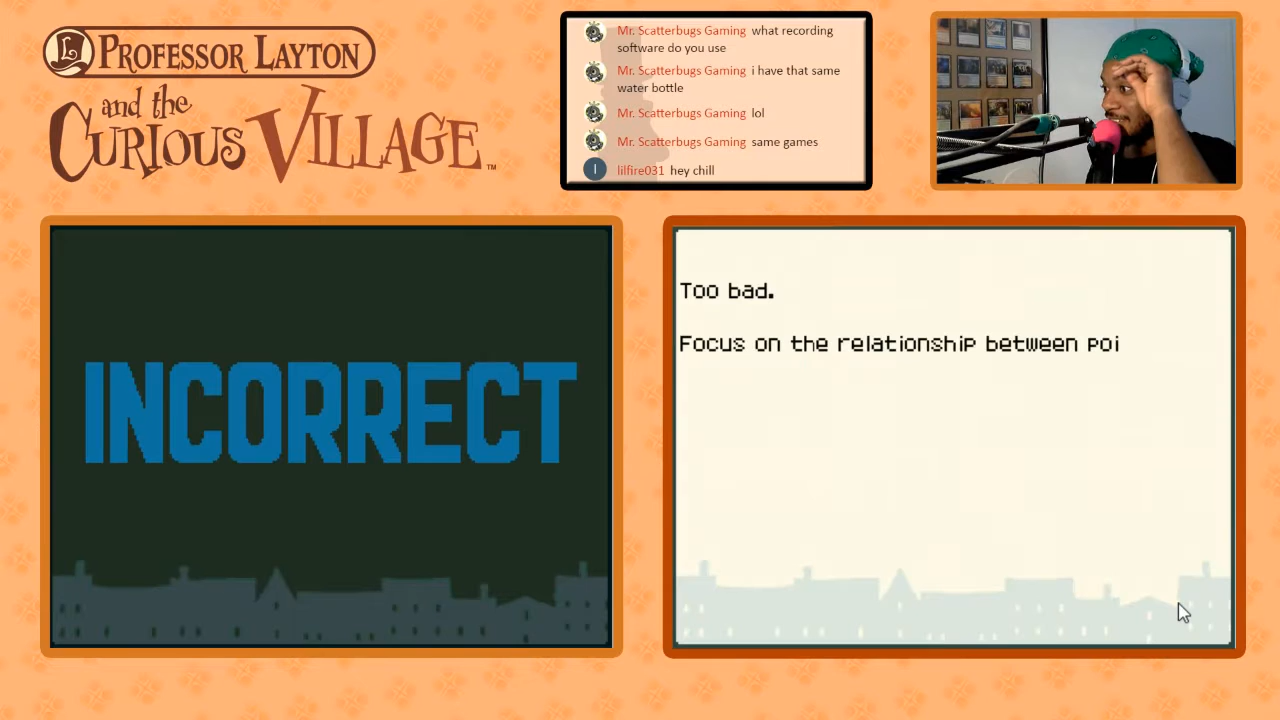 PROFESSOR LAYTON
and the
CURIOUS VILLAGE™
Mr. Scatterbugs Gaming what recording
software do you use
Mr. Scatterbugs Gaming i have that same
water bottle
Mr. Scatterbugs Gaming lol
Mr. Scatterbugs Gaming same games
l lilfire031 hey chill
INCORRECT
Too bad.
Focus on the relationship between poi